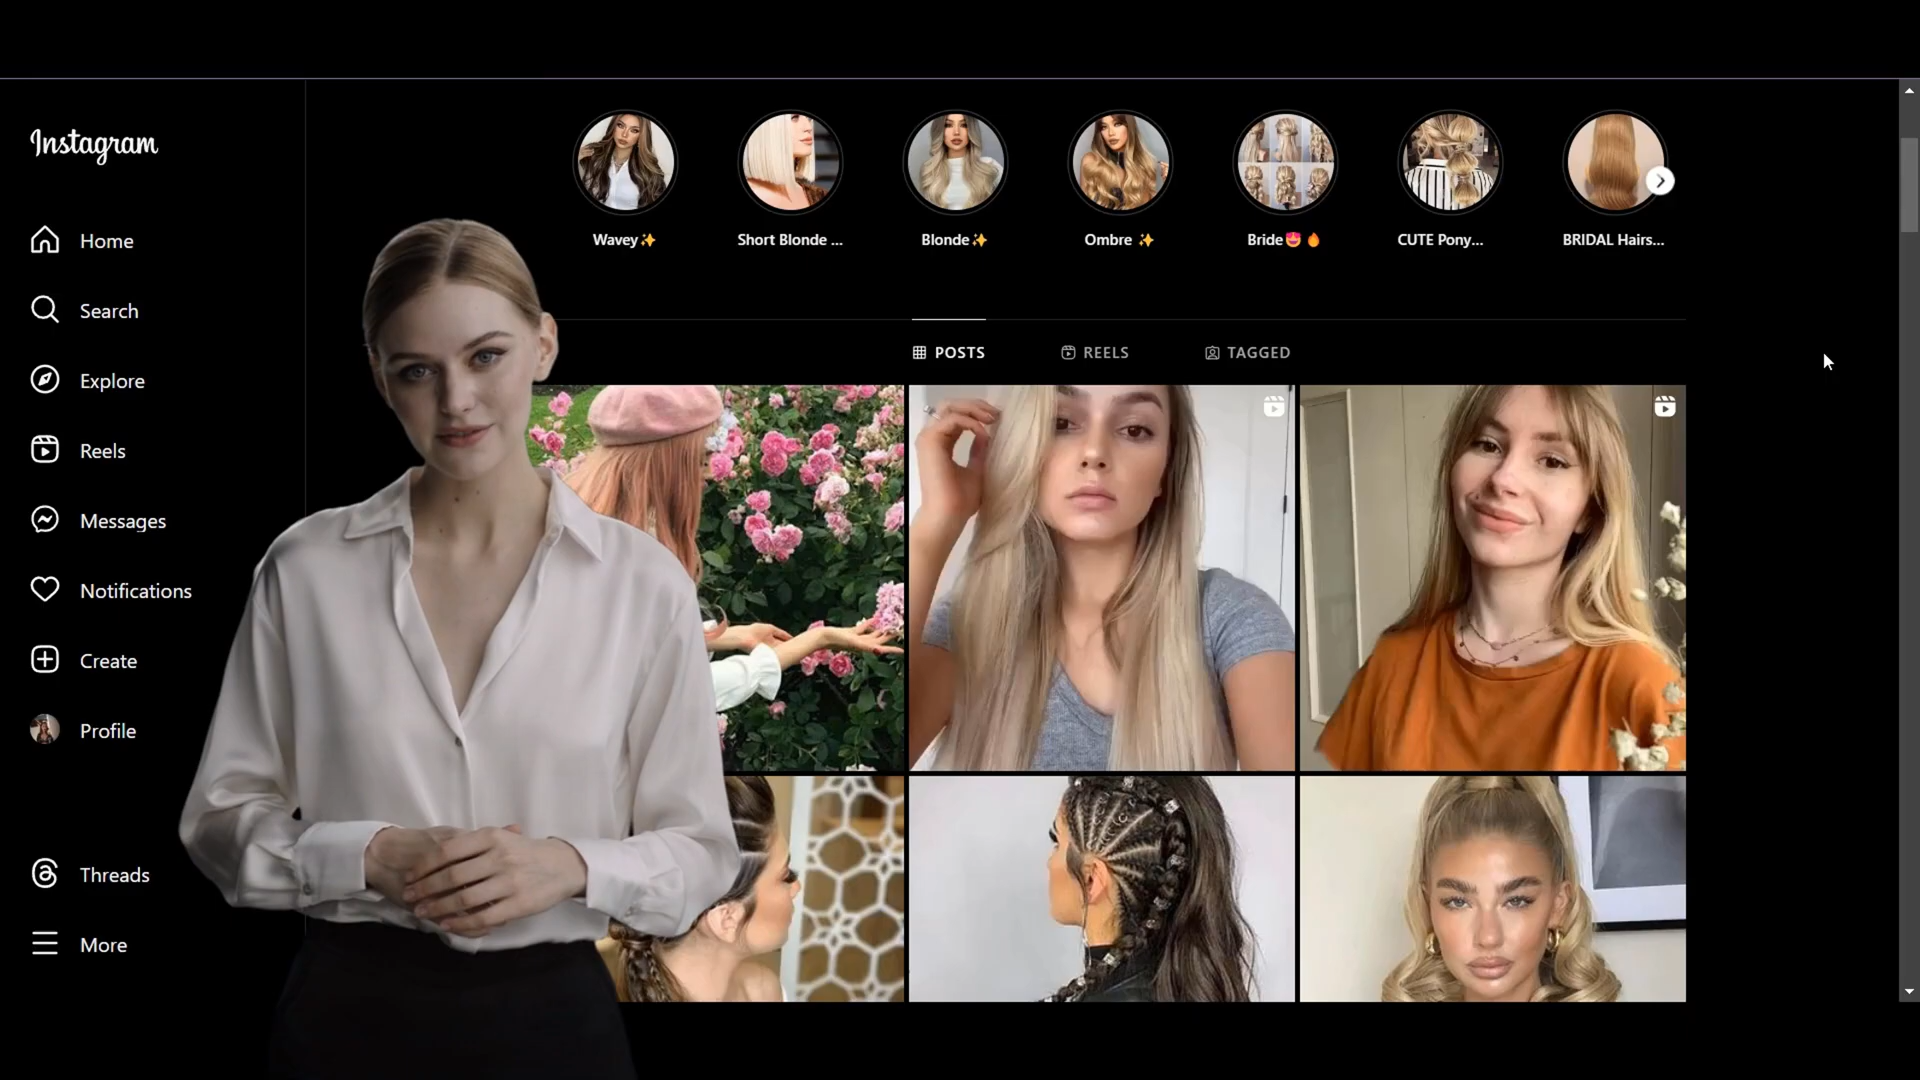 Instagram
Home
Search
Explore
Reels
Messages
Notifications
Create
Profile
Threads
More
Wavey✨
Short Blonde ...
Blonde✨
Ombre ✨
Bride😍🔥
CUTE Pony...
BRIDAL Hairs...
POSTS
REELS
TAGGED